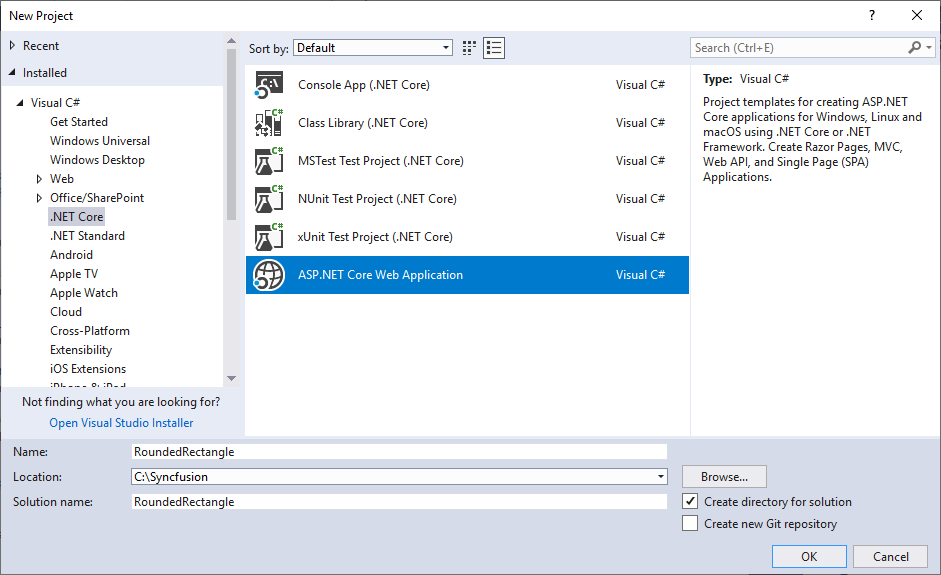 New Project
?
Recent
Installed
Visual C#
Get Started
Windows Universal
Windows Desktop
Web
Office/SharePoint
.NET Core
.NET Standard
Android
Apple TV
Apple Watch
Cloud
Cross-Platform
Extensibility
iOS Extensions
iPhone & iPad
Not finding what you are looking for?
Open Visual Studio Installer
Sort by: Default
Console App (.NET Core) Visual C#
Class Library (.NET Core) Visual C#
MSTest Test Project (.NET Core) Visual C#
NUnit Test Project (.NET Core) Visual C#
xUnit Test Project (.NET Core) Visual C#
ASP.NET Core Web Application Visual C#
Search (Ctrl+E)
Type: Visual C#
Project templates for creating ASP.NET
Core applications for Windows, Linux and
macOS using .NET Core or .NET
Framework. Create Razor Pages, MVC,
Web API, and Single Page (SPA)
Applications.
Name: RoundedRectangle
Location: C:\Syncfusion Browse...
Solution name: RoundedRectangle Create directory for solution
Create new Git repository
OK Cancel